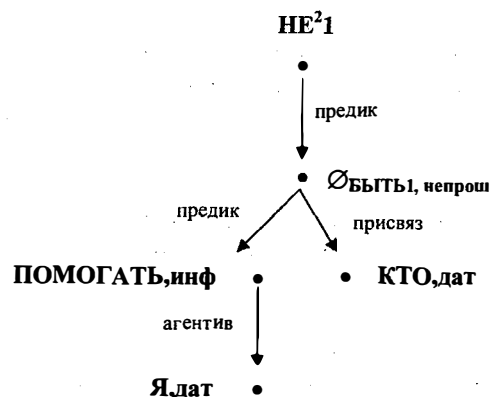 НЕ²1
предик
∅БЫТЬ1, непрош
предик
присвяз
ПОМОГАТЬ,инф
КТО,дат
агентив
Я,дат